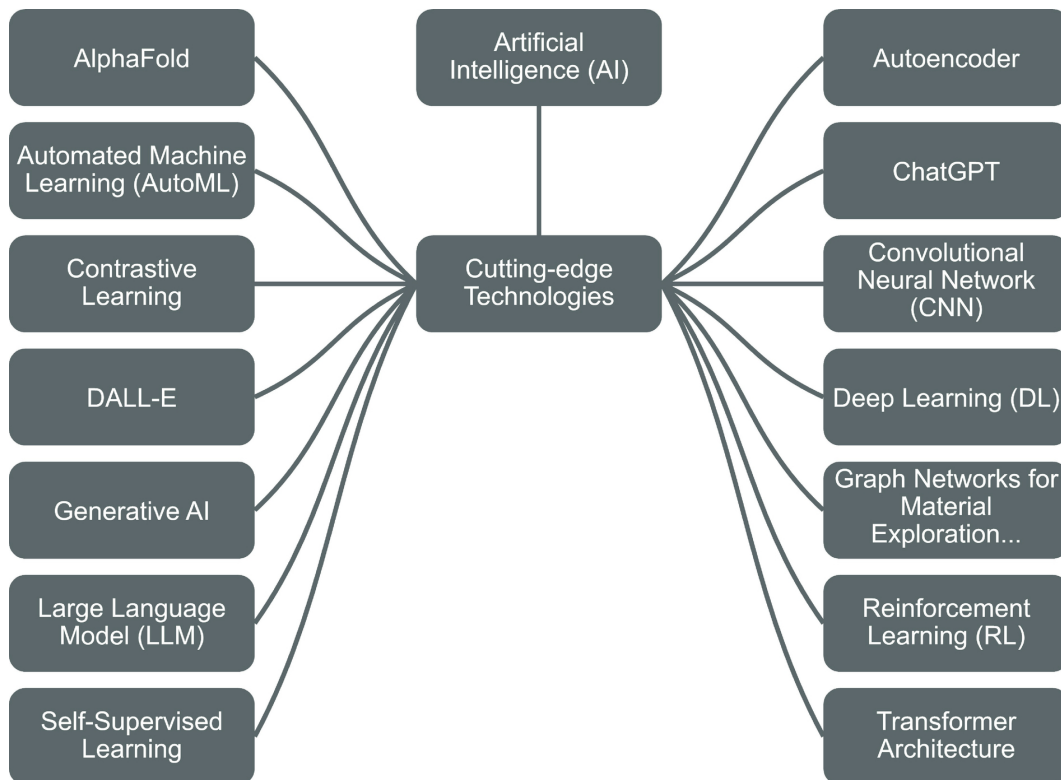 AlphaFold
Artificial
Intelligence (AI)
Autoencoder
Automated Machine
Learning (AutoML)
ChatGPT
Contrastive
Learning
Cutting-edge
Technologies
Convolutional
Neural Network
(CNN)
DALL-E
Deep Learning (DL)
Generative AI
Graph Networks for
Material
Exploration...
Large Language
Model (LLM)
Reinforcement
Learning (RL)
Self-Supervised
Learning
Transformer
Architecture